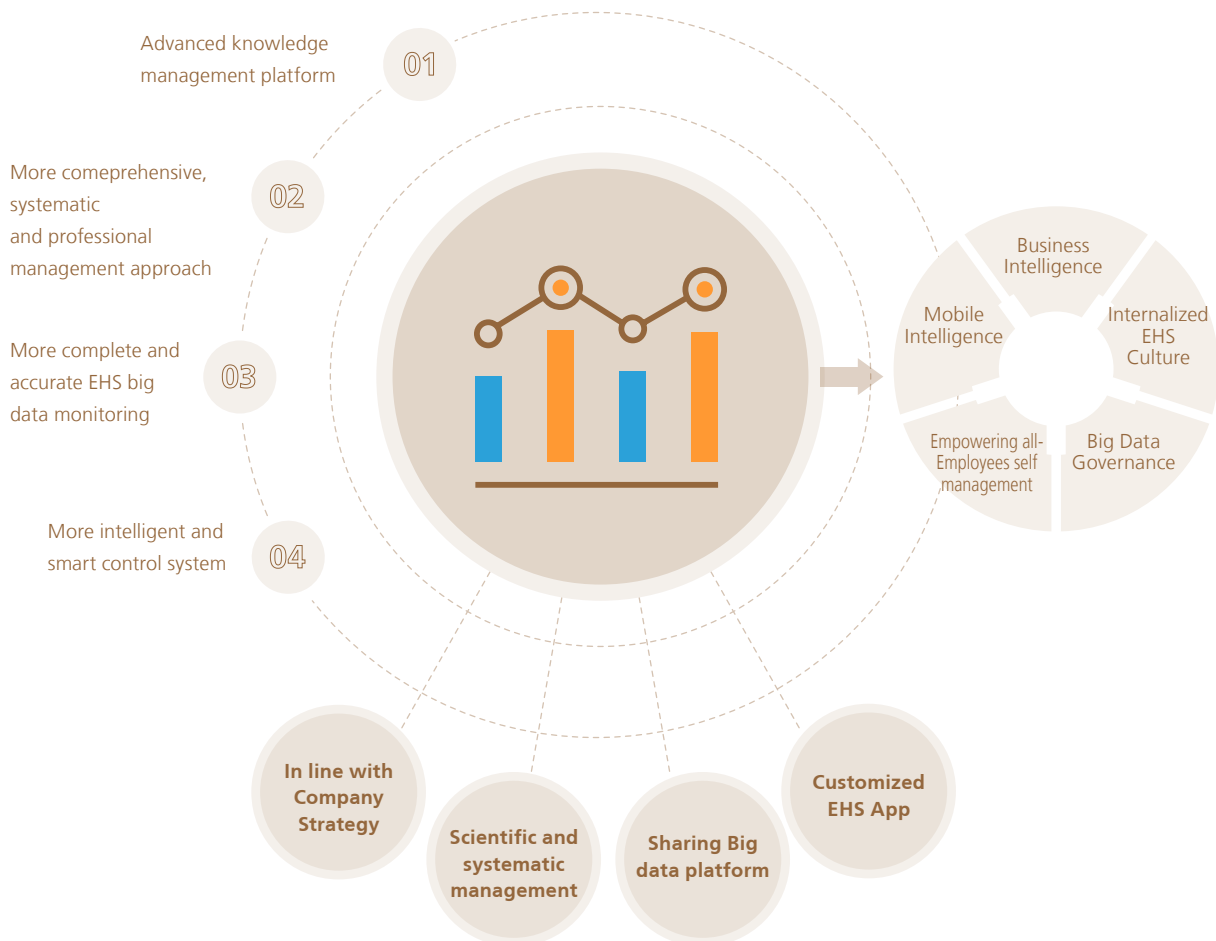 Advanced knowledge
management platform
01
More comeprehensive,
systematic
and professional
management approach
02
More complete and
accurate EHS big
data monitoring
03
More intelligent and
smart control system
04
Business
Intelligence
Mobile
Intelligence
Internalized
EHS
Culture
Empowering all-
Employees self
management
Big Data
Governance
In line with
Company
Strategy
Scientific and
systematic
management
Sharing Big
data platform
Customized
EHS App